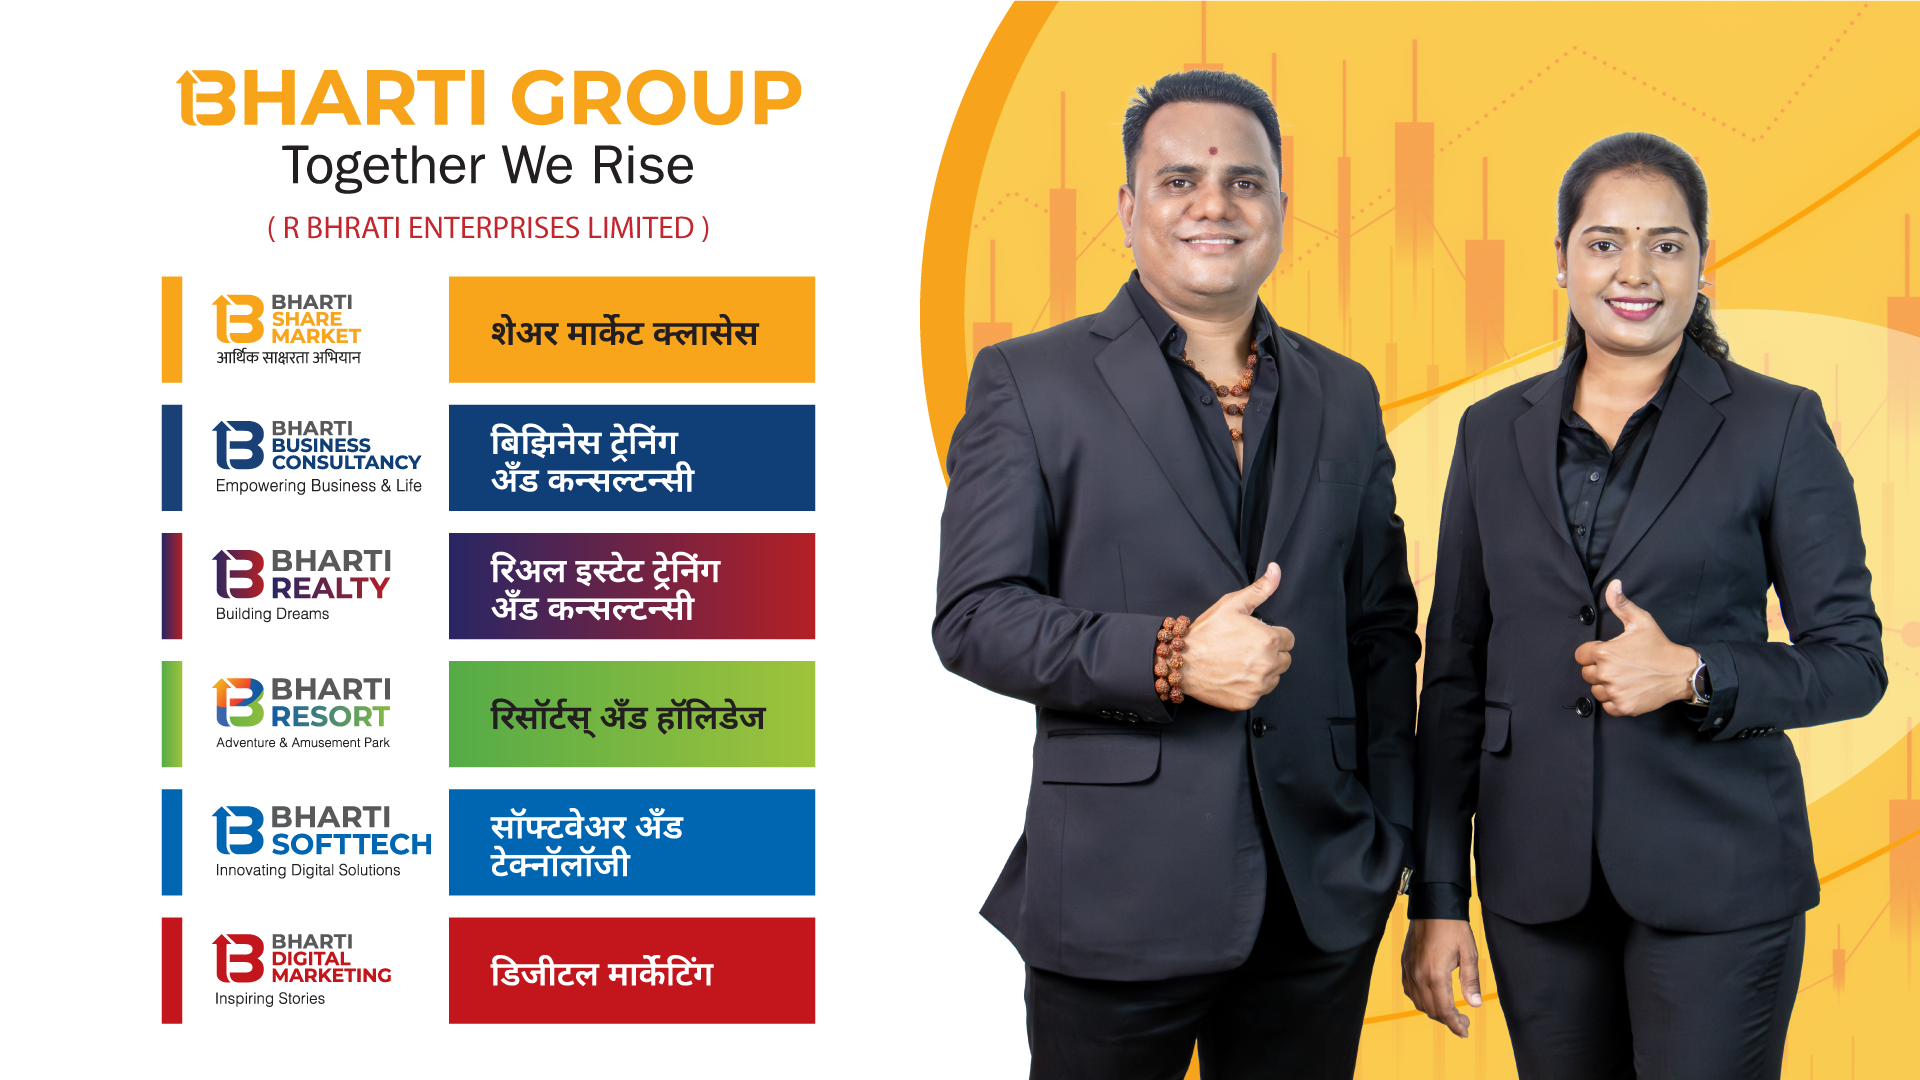 BHARTI GROUP
Together We Rise
( R BHRATI ENTERPRISES LIMITED )
BHARTI
SHARE
MARKET
आर्थिक साक्षरता अभियान
शेअर मार्केट क्लासेस
BHARTI
BUSINESS
CONSULTANCY
Empowering Business & Life
बिझिनेस ट्रेनिंग
अँड कन्सल्टन्सी
BHARTI
REALTY
Building Dreams
रिअल इस्टेट ट्रेनिंग
अँड कन्सल्टन्सी
BHARTI
RESORT
Adventure & Amusement Park
रिसॉर्टस् अँड हॉलिडेज
BHARTI
SOFTTECH
Innovating Digital Solutions
सॉफ्टवेअर अँड
टेक्नॉलॉजी
BHARTI
DIGITAL
MARKETING
Inspiring Stories
डिजीटल मार्केटिंग